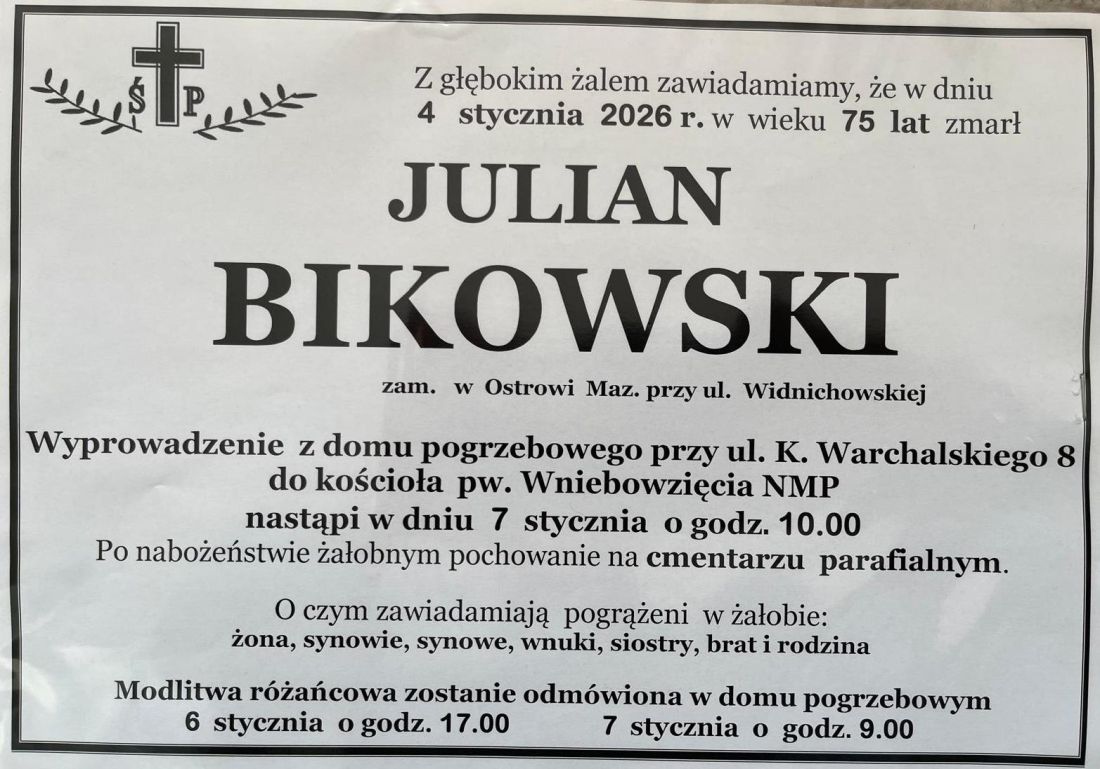 Ś P
Z głębokim żalem zawiadamiamy, że w dniu
4 stycznia 2026 r. w wieku 75 lat zmarł
JULIAN
BIKOWSKI
zam. w Ostrowi Maz. przy ul. Widnichowskiej
Wyprowadzenie z domu pogrzebowego przy ul. K. Warchalskiego 8
do kościoła pw. Wniebowzięcia NMP
nastąpi w dniu 7 stycznia o godz. 10.00
Po nabożeństwie żałobnym pochowanie na cmentarzu parafialnym.
O czym zawiadamiają pogrążeni w żałobie:
żona, synowie, synowe, wnuki, siostry, brat i rodzina
Modlitwa różańcowa zostanie odmówiona w domu pogrzebowym
6 stycznia o godz. 17.00 7 stycznia o godz. 9.00